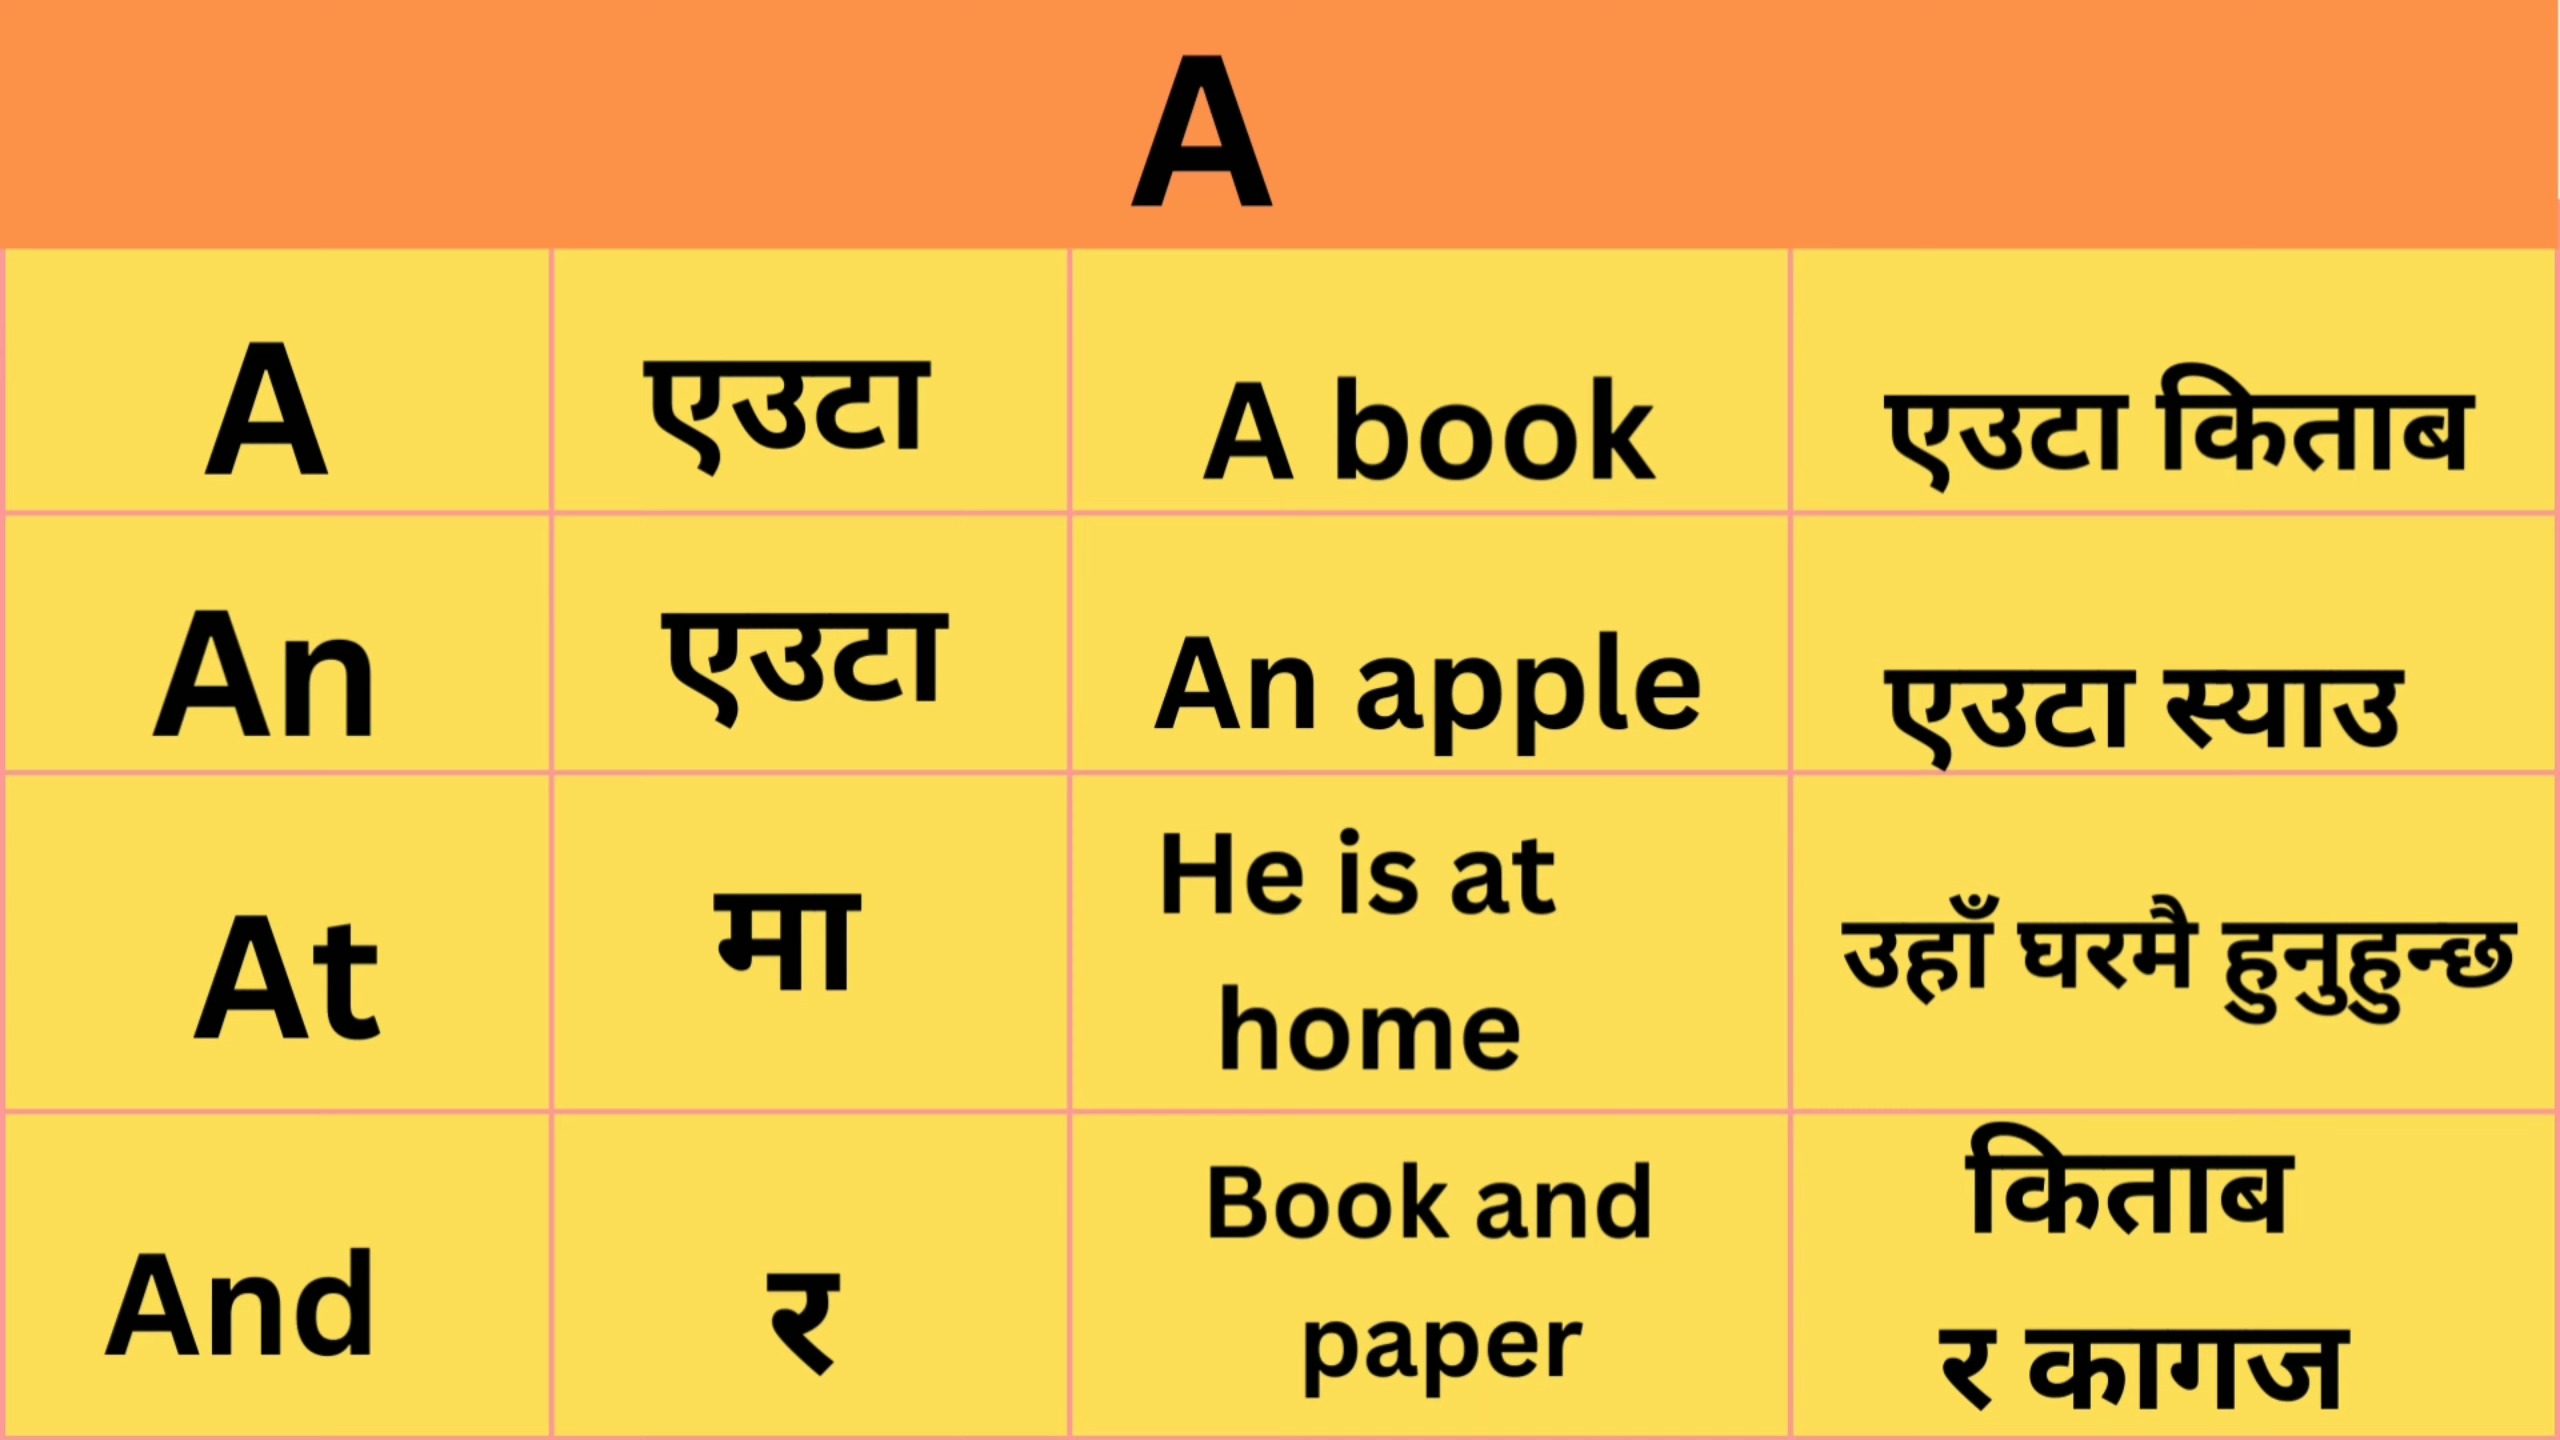 A
A एउटा A book एउटा किताब
An एउटा An apple एउटा स्याउ
At मा He is at home उहाँ घरमै हुनुहुन्छ
And र Book and paper किताब र कागज